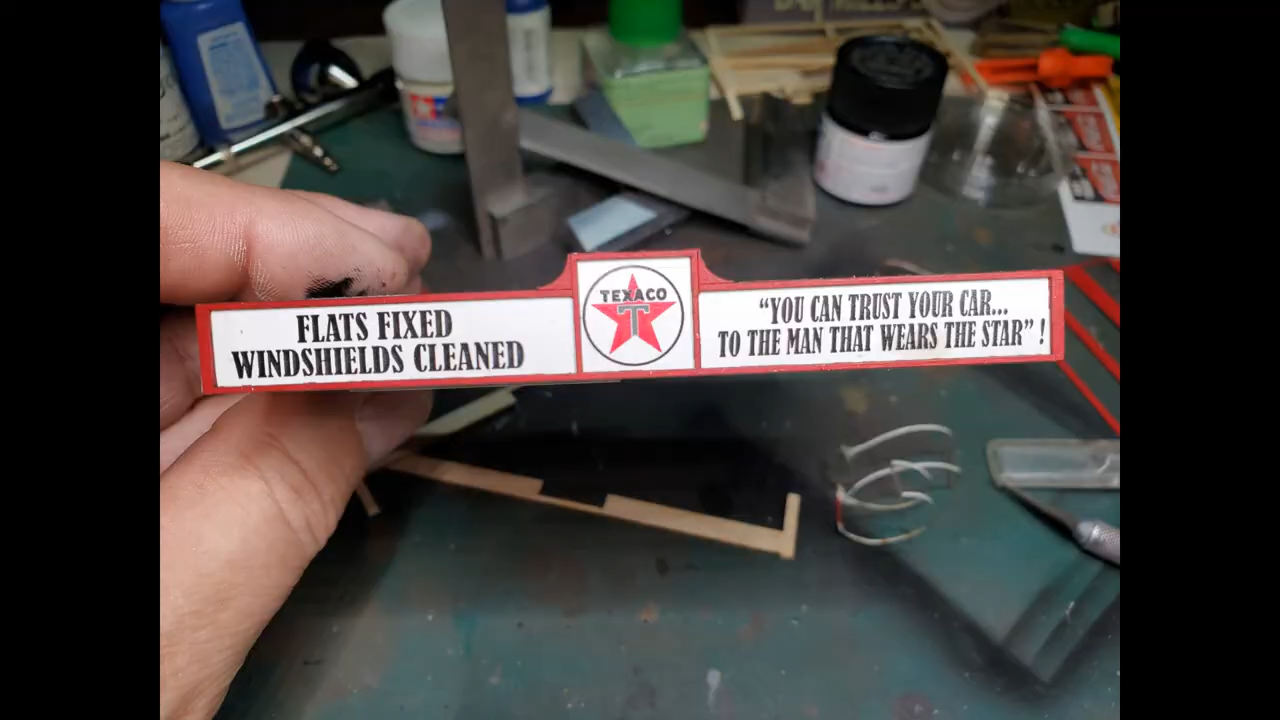 FLATS FIXED
WINDSHIELDS CLEANED
TEXACO
T
“YOU CAN TRUST YOUR CAR...
TO THE MAN THAT WEARS THE STAR” !